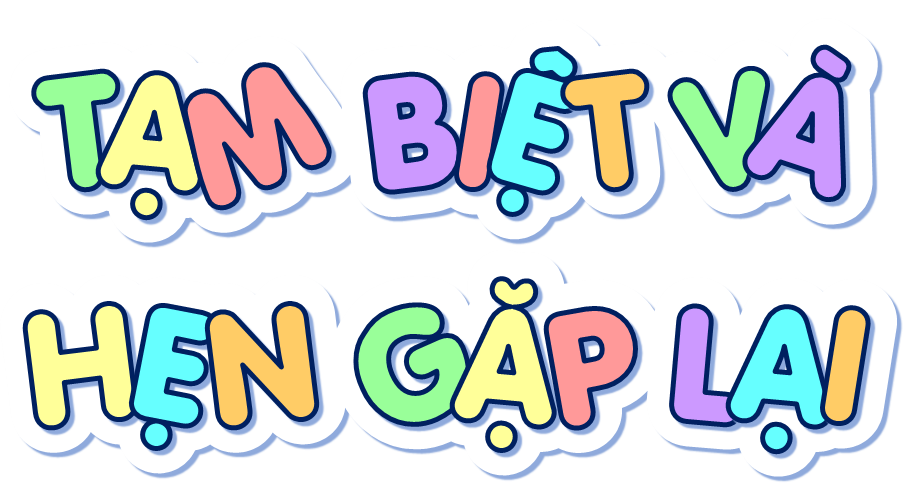 TẠM BIỆT VÀ
HẸN GẶP LẠI